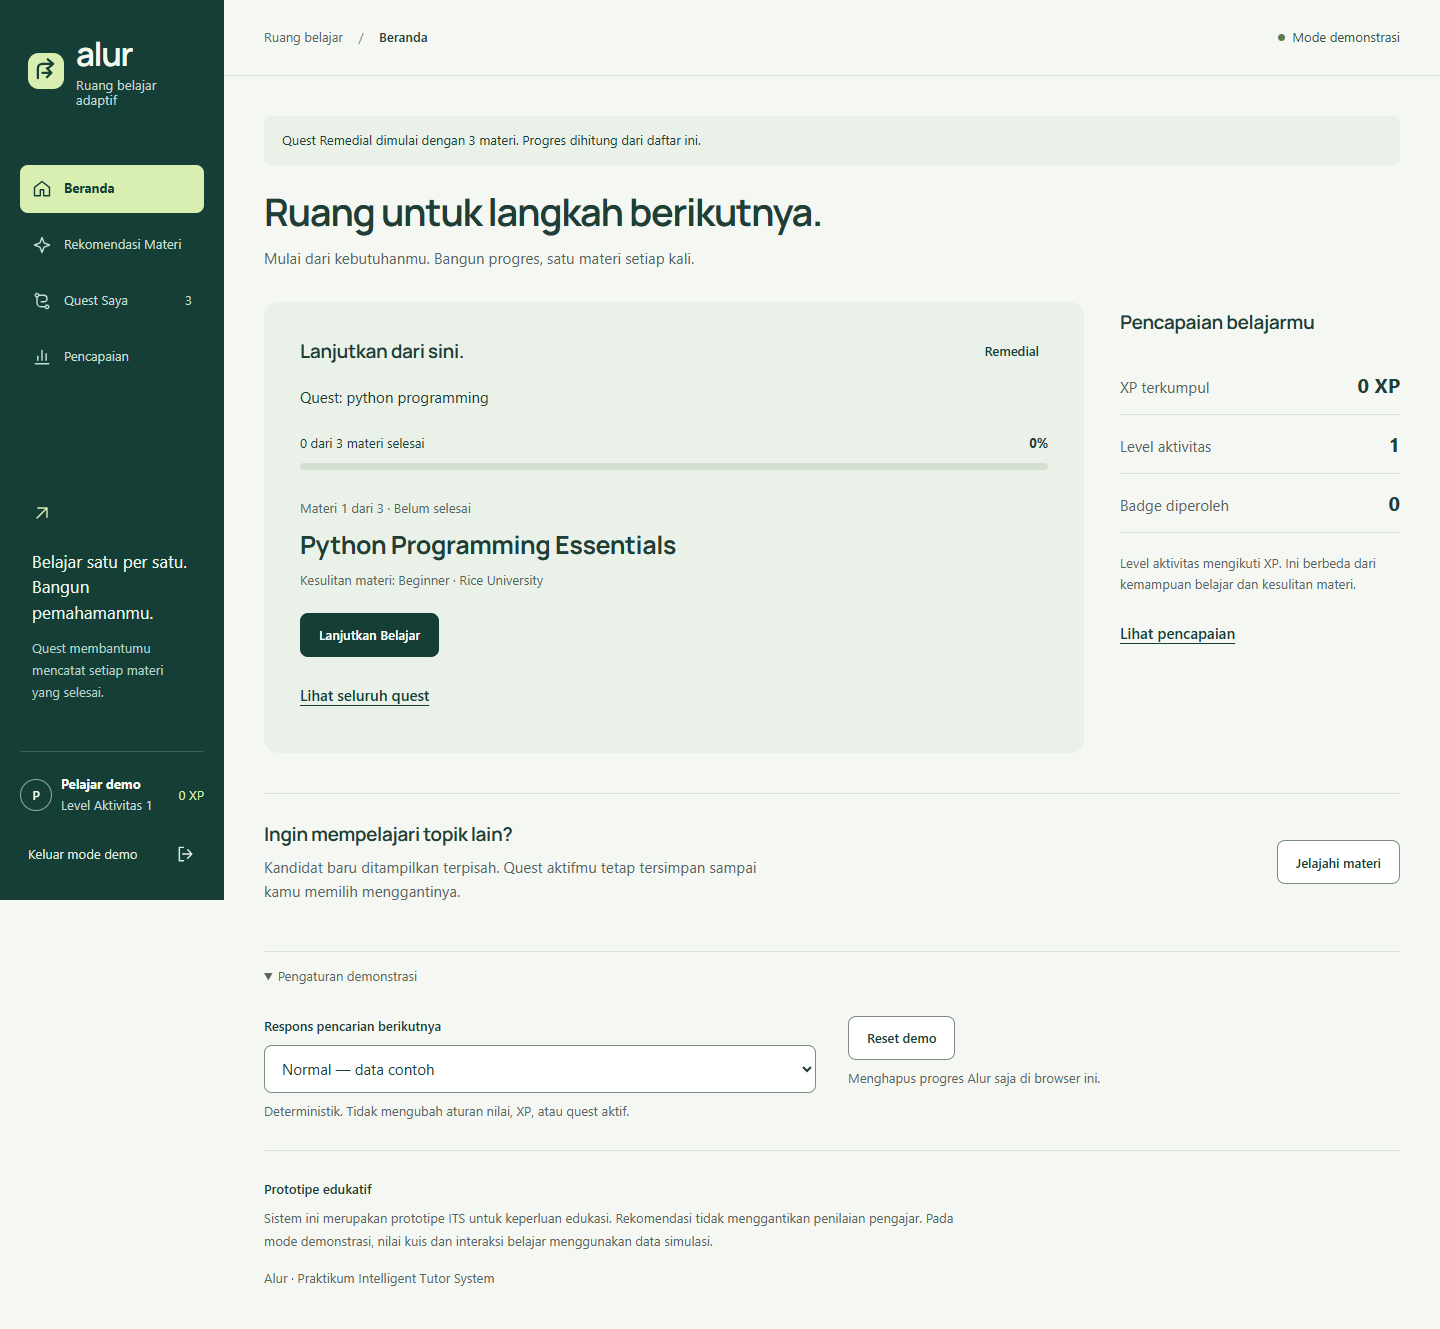 alur
Ruang belajar
adaptif
Beranda
Rekomendasi Materi
Quest Saya 3
Pencapaian
Belajar satu per satu.
Bangun
pemahamanmu.
Quest membantumu
mencatat setiap materi
yang selesai.
P
Pelajar demo
Level Aktivitas 1
0 XP
Keluar mode demo
Ruang belajar / Beranda
Mode demonstrasi
Quest Remedial dimulai dengan 3 materi. Progres dihitung dari daftar ini.
Ruang untuk langkah berikutnya.
Mulai dari kebutuhanmu. Bangun progres, satu materi setiap kali.
Lanjutkan dari sini.
Remedial
Quest: python programming
0 dari 3 materi selesai 0%
Materi 1 dari 3 · Belum selesai
Python Programming Essentials
Kesulitan materi: Beginner · Rice University
Lanjutkan Belajar
Lihat seluruh quest
Pencapaian belajarmu
XP terkumpul 0 XP
Level aktivitas 1
Badge diperoleh 0
Level aktivitas mengikuti XP. Ini berbeda dari
kemampuan belajar dan kesulitan materi.
Lihat pencapaian
Ingin mempelajari topik lain?
Kandidat baru ditampilkan terpisah. Quest aktifmu tetap tersimpan sampai
kamu memilih menggantinya.
Jelajahi materi
▼ Pengaturan demonstrasi
Respons pencarian berikutnya
Normal — data contoh
Deterministik. Tidak mengubah aturan nilai, XP, atau quest aktif.
Reset demo
Menghapus progres Alur saja di browser ini.
Prototipe edukatif
Sistem ini merupakan prototipe ITS untuk keperluan edukasi. Rekomendasi tidak menggantikan penilaian pengajar. Pada
mode demonstrasi, nilai kuis dan interaksi belajar menggunakan data simulasi.
Alur · Praktikum Intelligent Tutor System